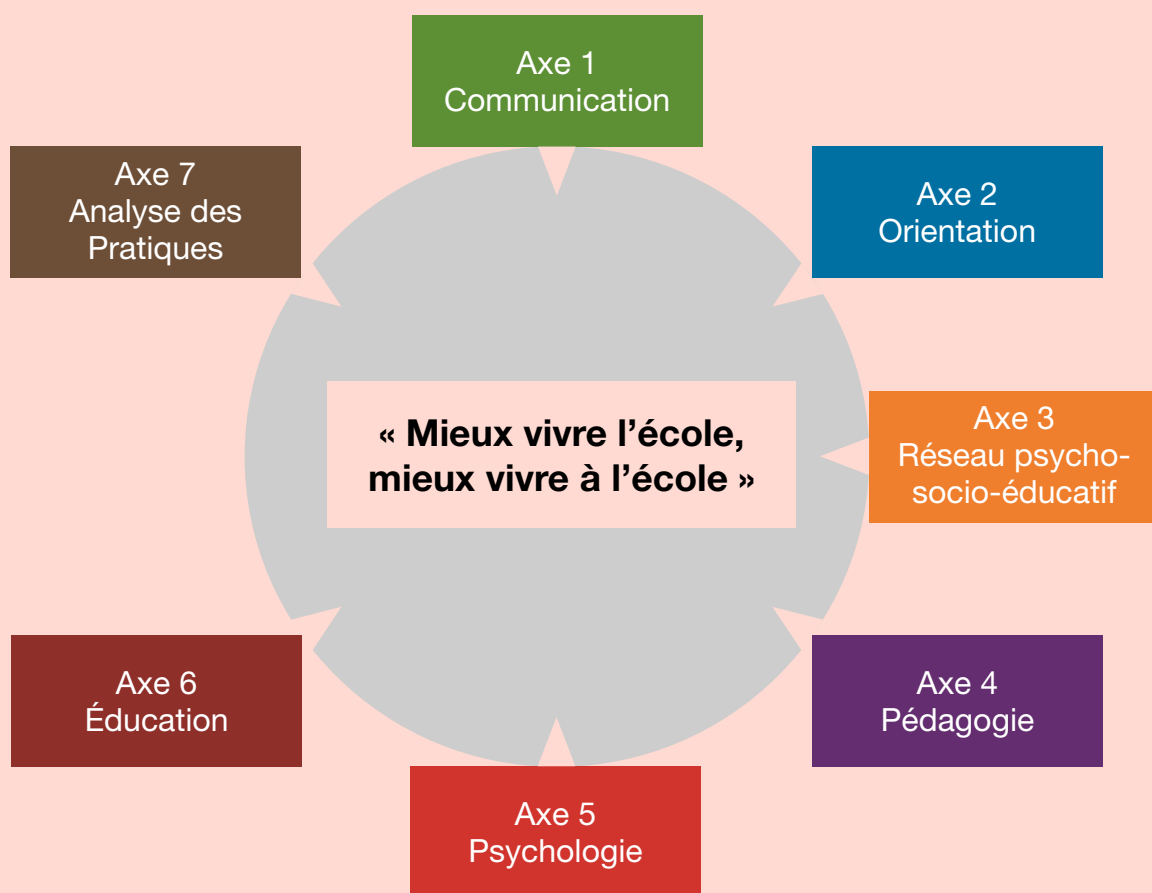 Axe 1
Communication
Axe 2
Orientation
Axe 3
Réseau psycho-
socio-éducatif
Axe 4
Pédagogie
Axe 5
Psychologie
Axe 6
Éducation
Axe 7
Analyse des
Pratiques
« Mieux vivre l’école,
mieux vivre à l’école »